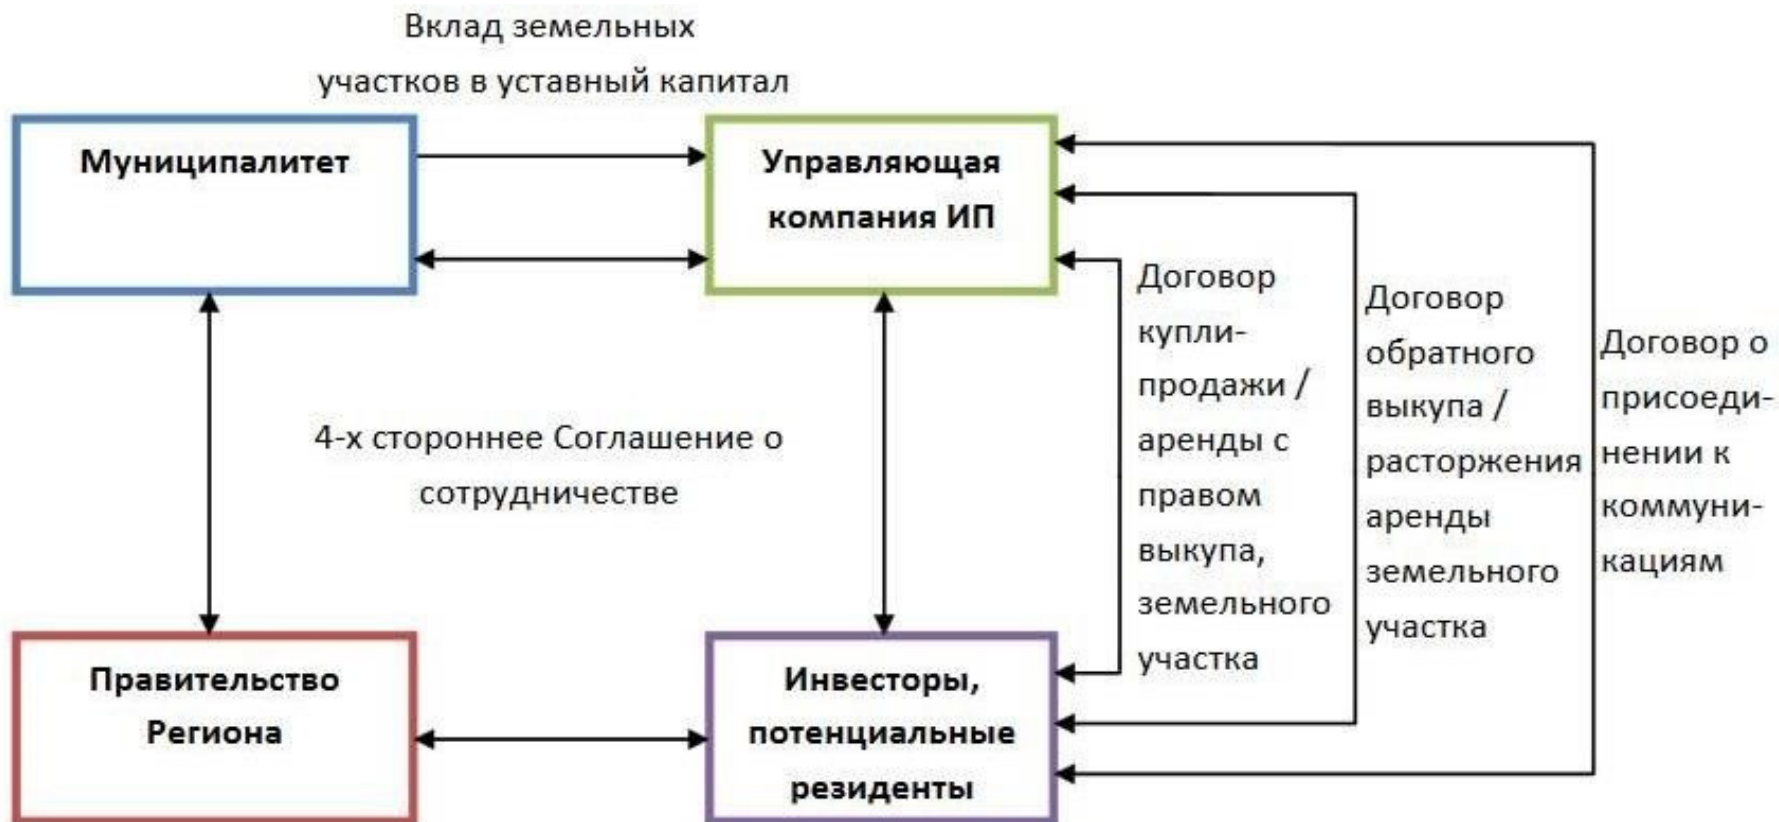 Вклад земельных
участков в уставный капитал
Муниципалитет
Управляющая
компания ИП
4-х стороннее Соглашение о
сотрудничестве
Договор
купли-
продажи /
аренды с
правом
выкупа,
земельного
участка
Договор
обратного
выкупа /
расторжения
аренды
земельного
участка
Договор о
присоеди-
нении к
коммуни-
кациям
Правительство
Региона
Инвесторы,
потенциальные
резиденты